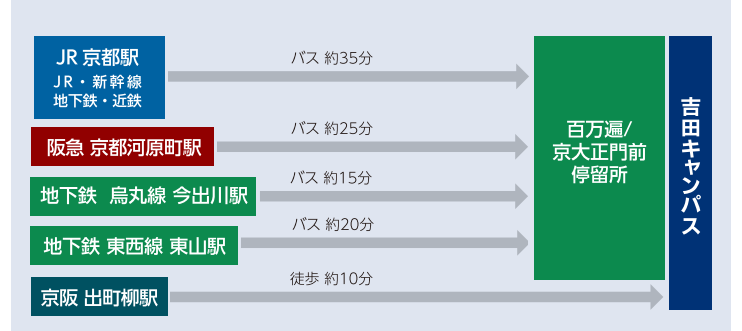 JR 京都駅
JR・新幹線
地下鉄・近鉄
バス 約35分
阪急 京都河原町駅
バス 約25分
地下鉄 烏丸線 今出川駅
バス 約15分
地下鉄 東西線 東山駅
バス 約20分
京阪 出町柳駅
徒歩 約10分
百万遍/
京大正門前
停留所
吉田キャンパス